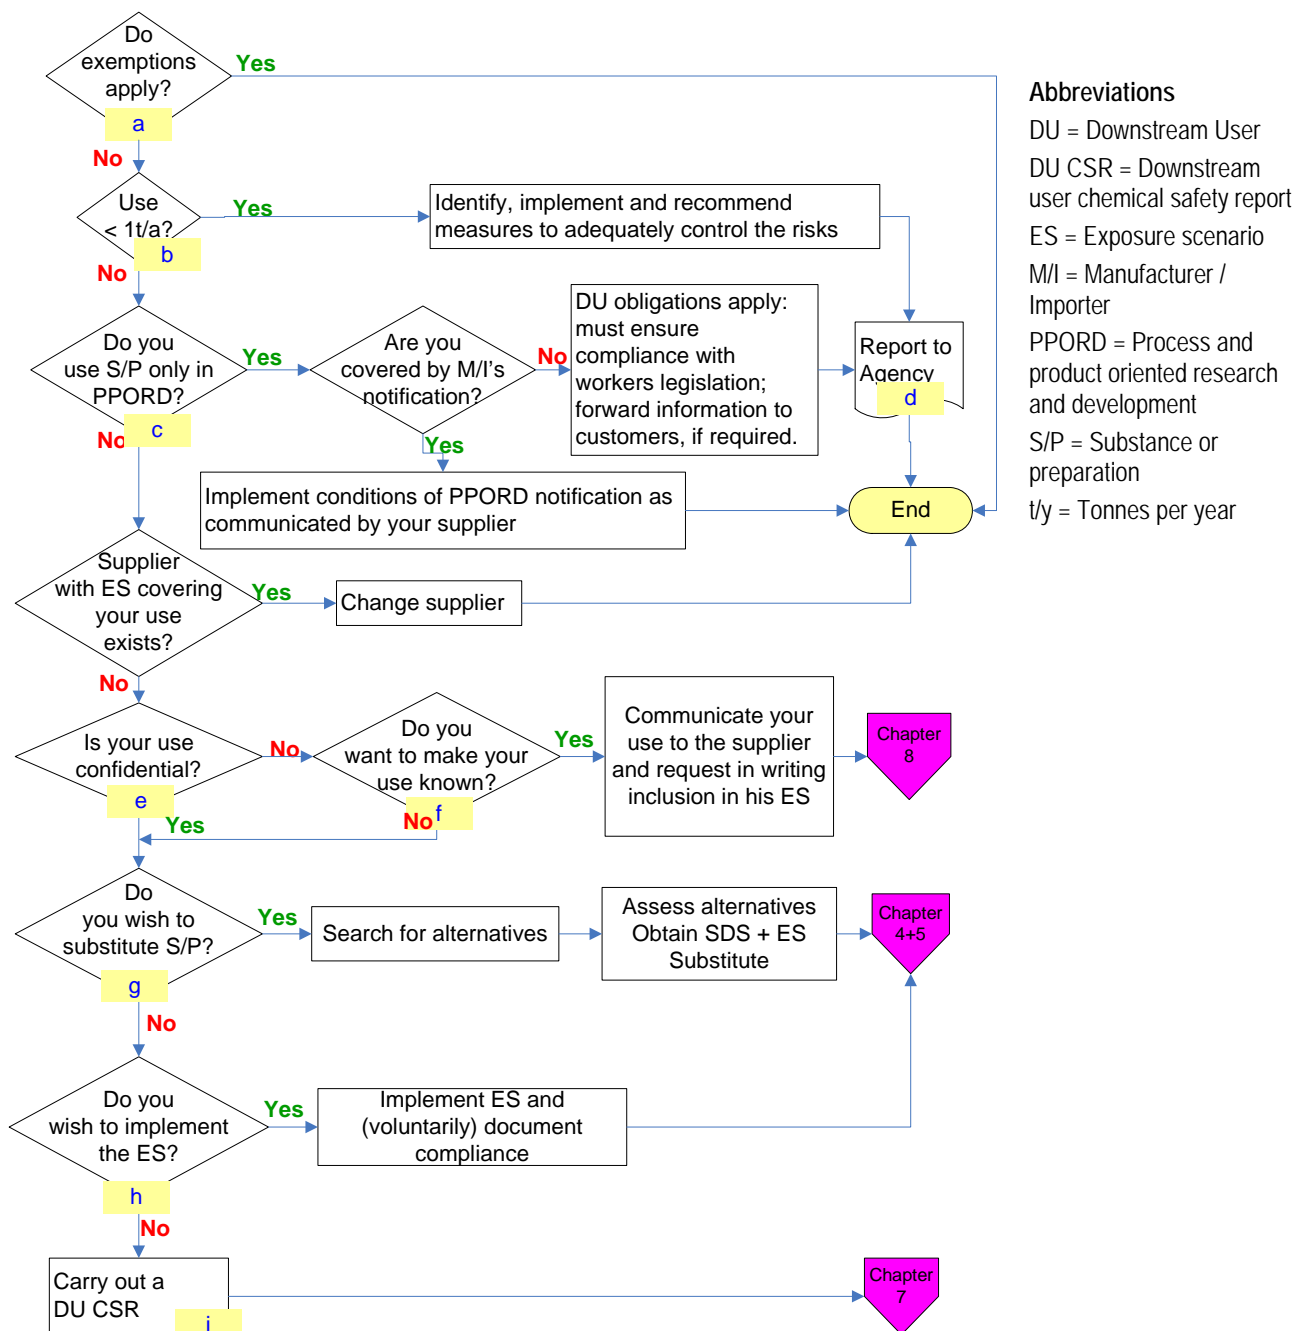 Do
exemptions
apply?
a
Yes
No
Use
< 1t/a?
b
Yes
No
Identify, implement and recommend
measures to adequately control the risks
Do you
use S/P only in
PPORD?
c
Yes
No
Are you
covered by M/I's
notification?
No
Yes
DU obligations apply:
must ensure
compliance with
workers legislation;
forward information to
customers, if required.
Report to
Agency
d
Implement conditions of PPORD notification as
communicated by your supplier
End
Supplier
with ES covering
your use
exists?
Yes
No
Change supplier
Is your use
confidential?
e
No
Yes
Do you
want to make your
use known?
f
Yes
No
Communicate your
use to the supplier
and request in writing
inclusion in his ES
Chapter
8
Do
you wish to
substitute S/P?
g
Yes
No
Search for alternatives
Assess alternatives
Obtain SDS + ES
Substitute
Chapter
4+5
Do you
wish to implement
the ES?
h
Yes
No
Implement ES and
(voluntarily) document
compliance
Carry out a
DU CSR
i
Chapter
7
Abbreviations
DU = Downstream User
DU CSR = Downstream
user chemical safety report
ES = Exposure scenario
M/I = Manufacturer /
Importer
PPORD = Process and
product oriented research
and development
S/P = Substance or
preparation
t/y = Tonnes per year